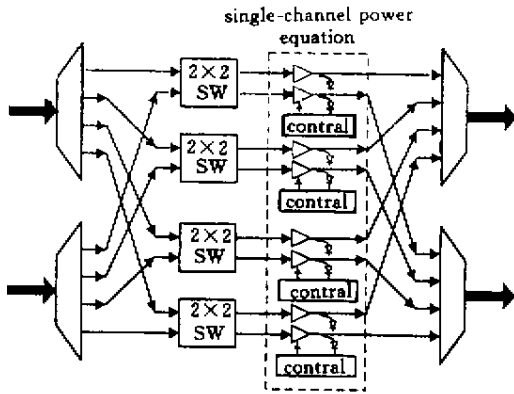 single-channel power
equation
2×2
SW
contral
2×2
SW
contral
2×2
SW
contral
2×2
SW
contral